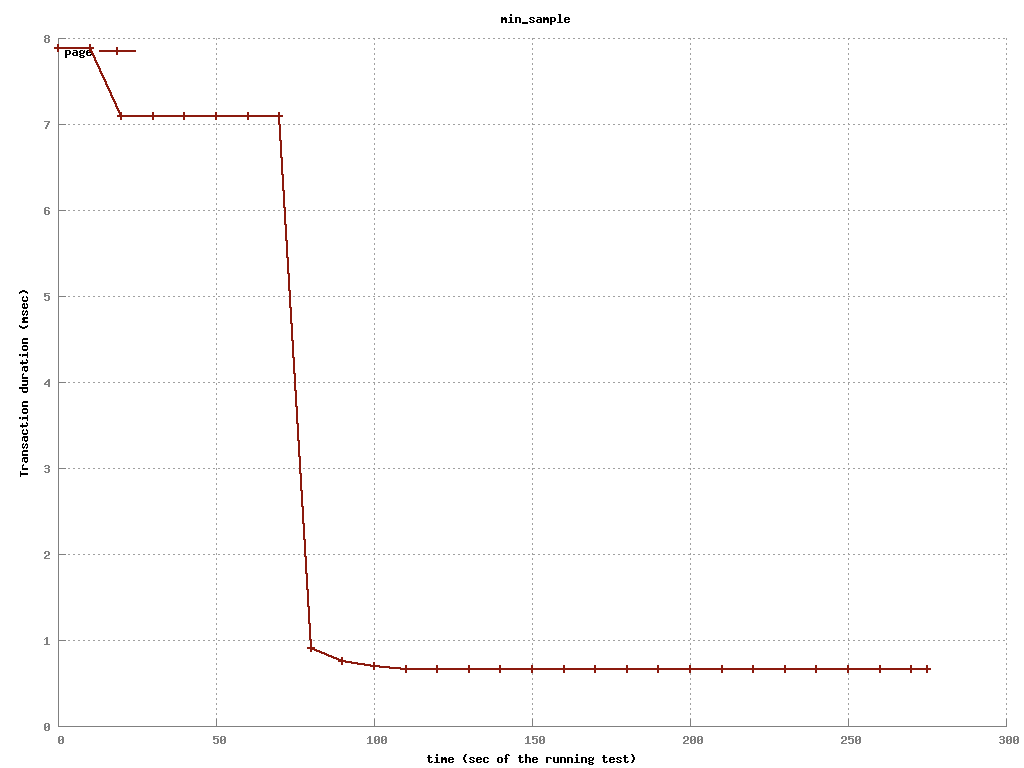 min_sample
page
8
7
6
5
4
3
2
1
0
Transaction duration (msec)
0 50 100 150 200 250 300
time (sec of the running test)